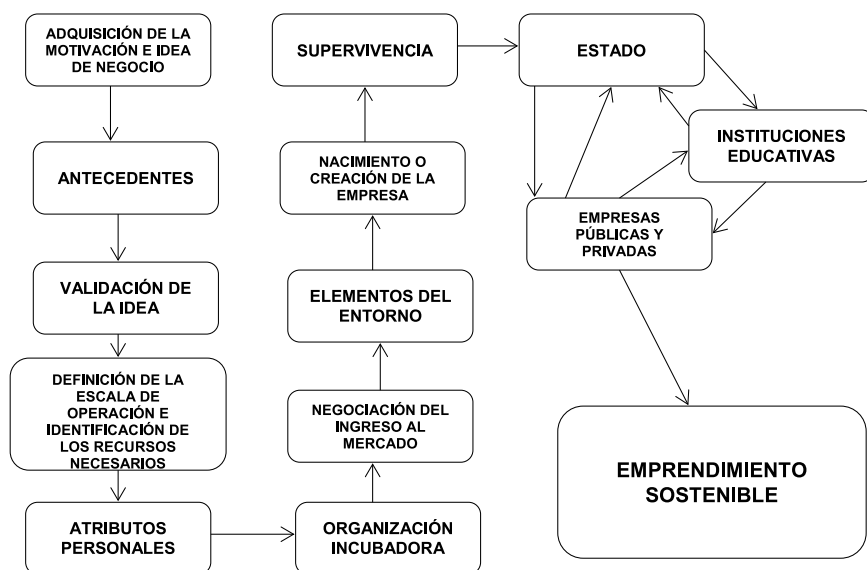 ADQUISICIÓN DE LA
MOTIVACIÓN E IDEA
DE NEGOCIO
ANTECEDENTES
VALIDACIÓN DE
LA IDEA
DEFINICIÓN DE LA
ESCALA DE
OPERACIÓN E
IDENTIFICACIÓN DE
LOS RECURSOS
NECESARIOS
ATRIBUTOS
PERSONALES
ORGANIZACIÓN
INCUBADORA
NEGOCIACIÓN DEL
INGRESO AL
MERCADO
ELEMENTOS DEL
ENTORNO
NACIMIENTO O
CREACIÓN DE LA
EMPRESA
SUPERVIVENCIA
ESTADO
INSTITUCIONES
EDUCATIVAS
EMPRESAS
PÚBLICAS Y
PRIVADAS
EMPRENDIMIENTO
SOSTENIBLE